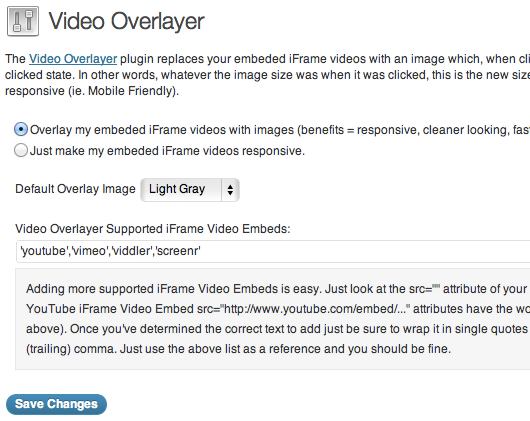 Video Overlayer
The Video Overlayer plugin replaces your embeded iFrame videos with an image which, when
clicked state. In other words, whatever the image size was when it was clicked, this is the new
responsive (ie. Mobile Friendly).
Overlay my embeded iFrame videos with images (benefits = responsive, cleaner looking,
Just make my embeded iFrame videos responsive.
Default Overlay Image Light Gray
Video Overlayer Supported iFrame Video Embeds:
'youtube','vimeo','viddler','screenr'
Adding more supported iFrame Video Embeds is easy. Just look at the src="" attribute of your
YouTube iFrame Video Embed src="http://www.youtube.com/embed/..." attributes have the
above). Once you've determined the correct text to add just be sure to wrap it in single quotes
(trailing) comma. Just use the above list as a reference and you should be fine.
Save Changes